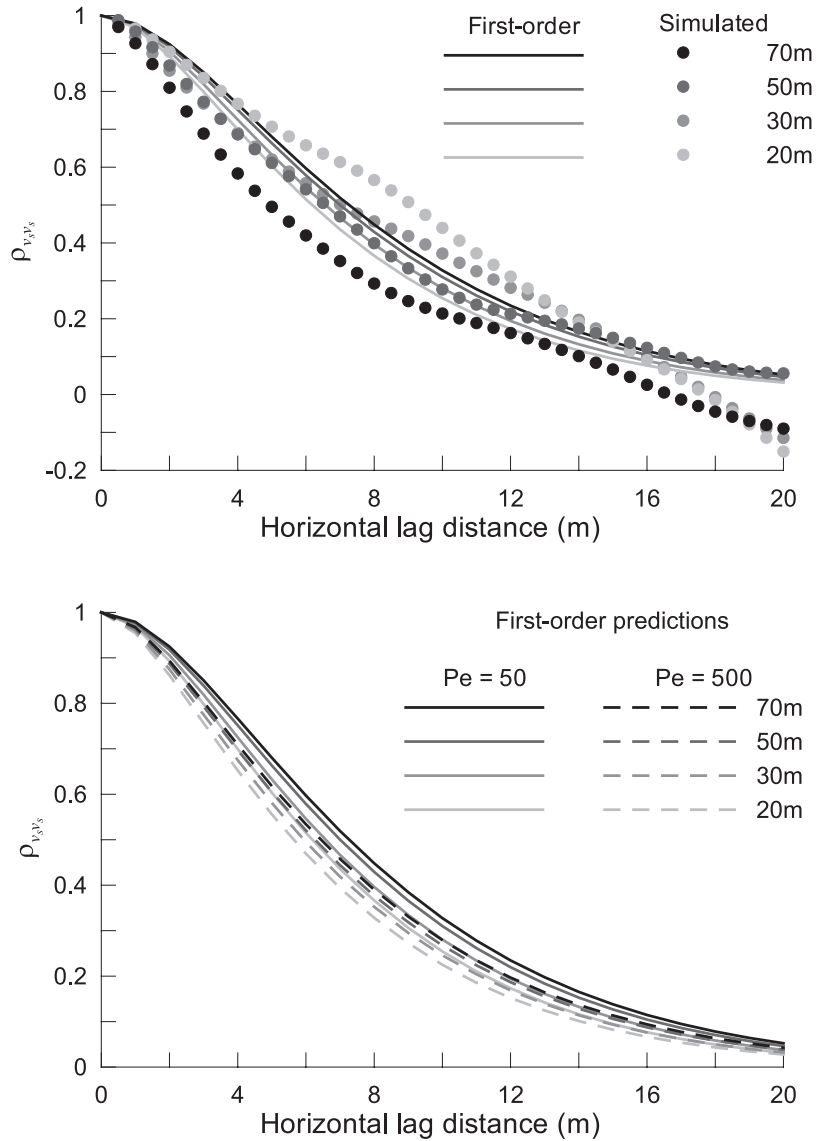 First-order Simulated
70m
50m
30m
20m
1
0.8
0.6
0.4
0.2
0
-0.2
ρvsvs
0 4 8 12 16 20
Horizontal lag distance (m)
First-order predictions
Pe = 50 Pe = 500
70m
50m
30m
20m
1
0.8
0.6
0.4
0.2
0
ρvsvs
0 4 8 12 16 20
Horizontal lag distance (m)